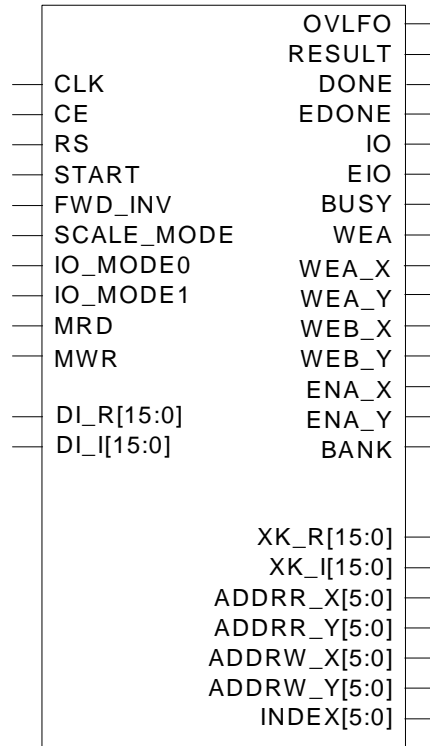 OVLFO
RESULT
CLK DONE
CE EDONE
RS IO
START EIO
FWD_INV BUSY
SCALE_MODE WEA
IO_MODE0 WEA_X
IO_MODE1 WEA_Y
MRD WEB_X
MWR WEB_Y
ENA_X
DI_R[15:0] ENA_Y
DI_I[15:0] BANK
XK_R[15:0]
XK_I[15:0]
ADDRR_X[5:0]
ADDRR_Y[5:0]
ADDRW_X[5:0]
ADDRW_Y[5:0]
INDEX[5:0]